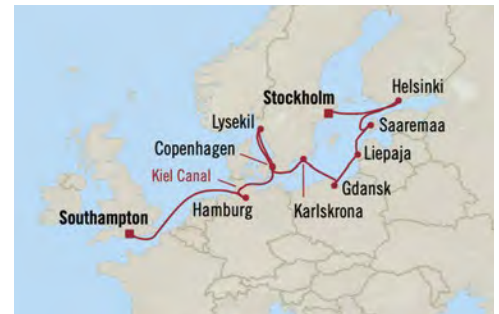 Helsinki
Stockholm
Lysekil
Saaremaa
Copenhagen
Liepaja
Kiel Canal
Gdansk
Southampton
Hamburg
Karlskrona